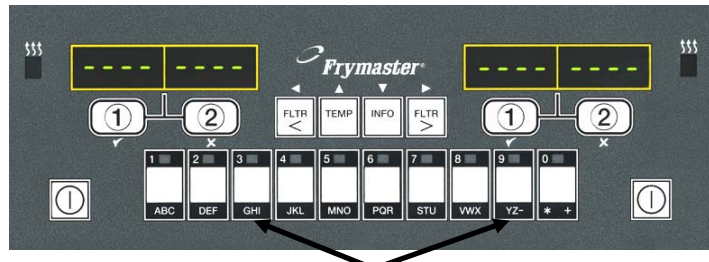 ---- ----
Frymaster®
---- ----
1 2
FLTR < TEMP INFO FLTR >
1 2
1 2 3 4 5 6 7 8 9 0
ABC DEF GHI JKL MNO PQR STU VWX YZ- * +